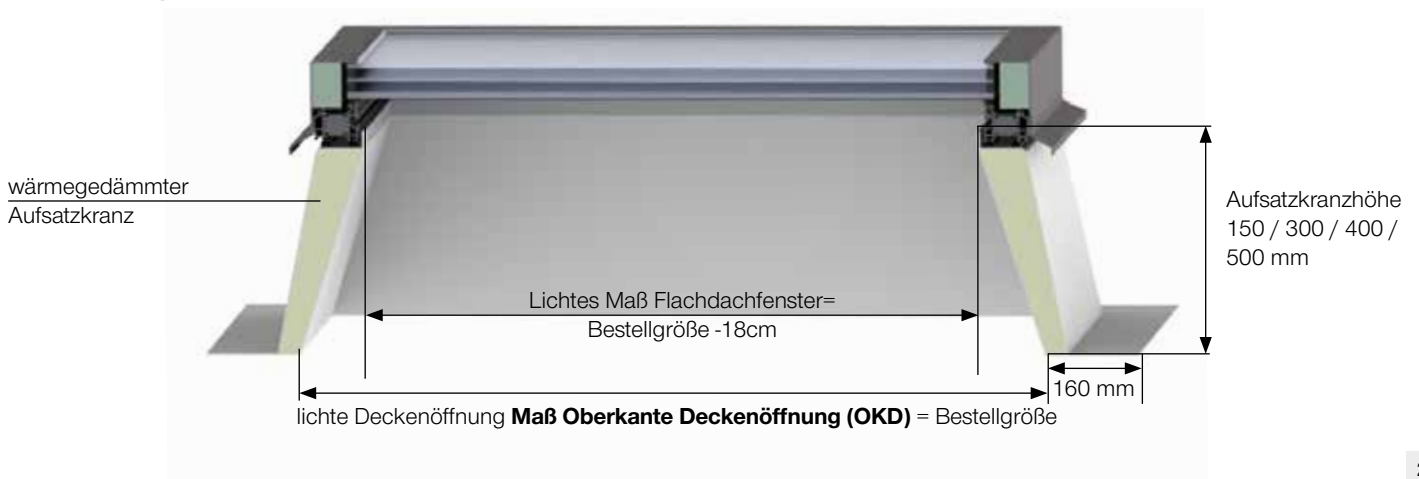 wärmegedämmter
Aufsatzkranz
Aufsatzkranzhöhe
150 / 300 / 400 /
500 mm
Lichtes Maß Flachdachfenster=
Bestellgröße -18cm
160 mm
lichte Deckenöffnung Maß Oberkante Deckenöffnung (OKD) = Bestellgröße